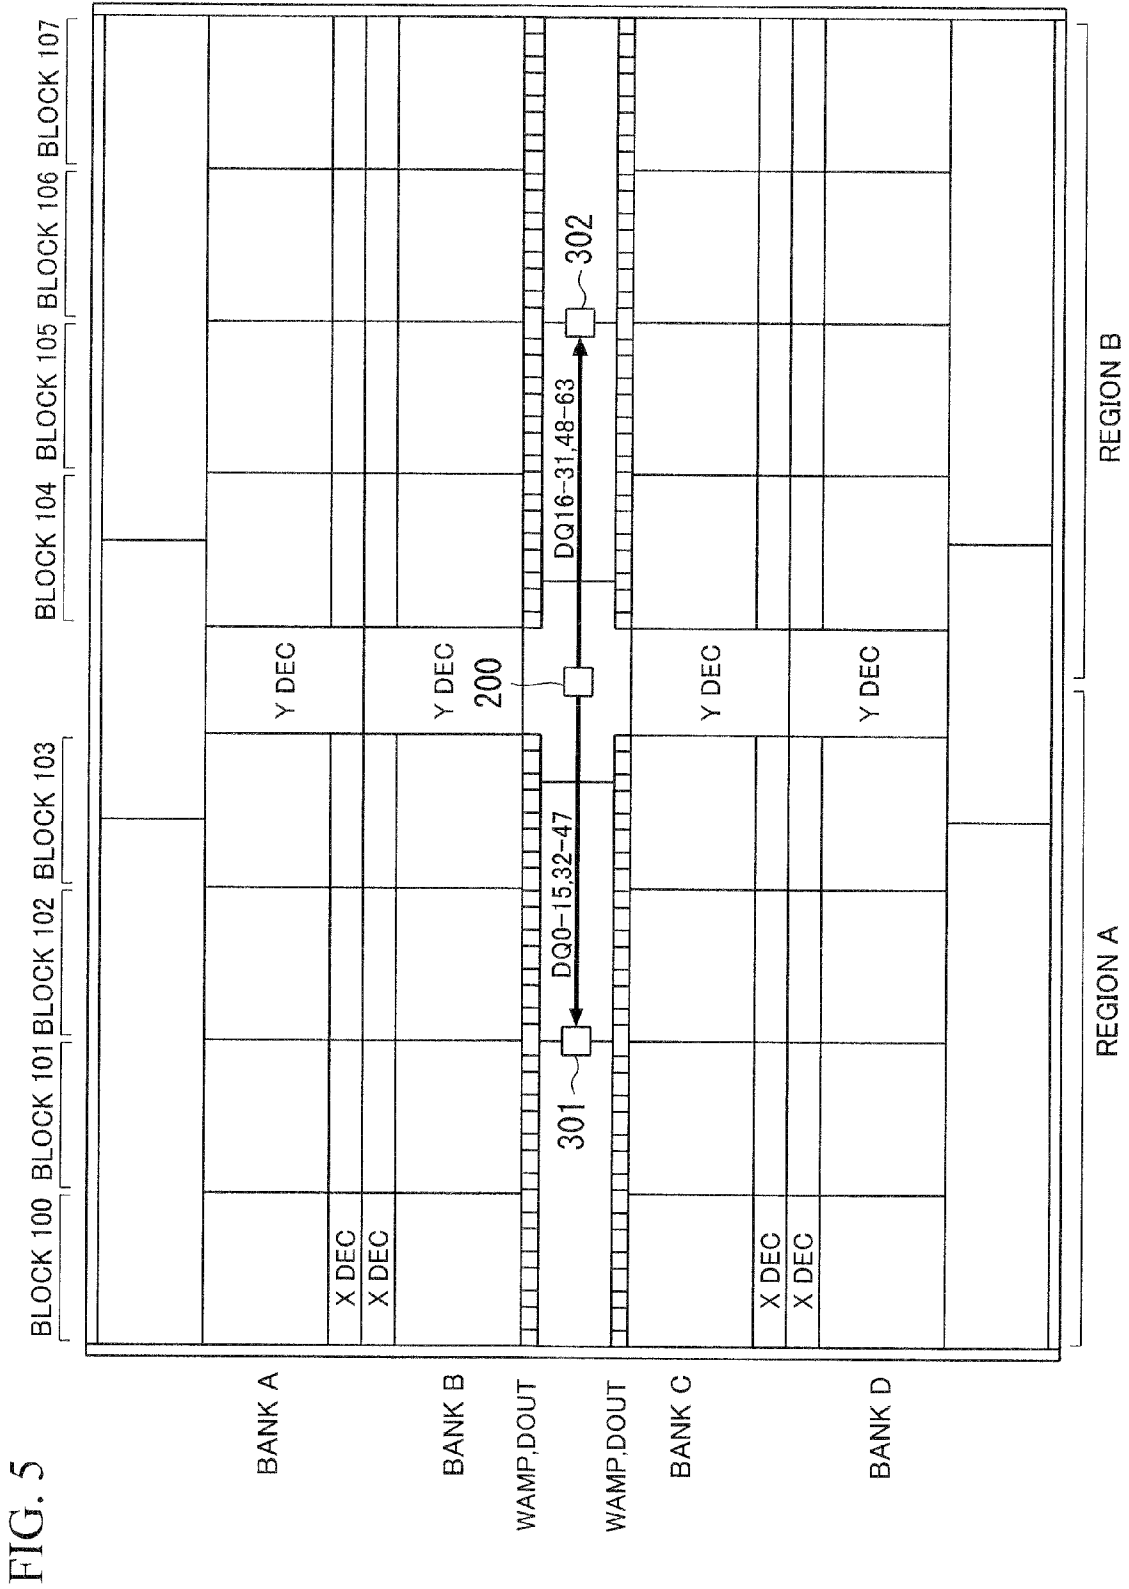 FIG. 5
BLOCK 100
BLOCK 101
BLOCK 102
BLOCK 103
BLOCK 104
BLOCK 105
BLOCK 106
BLOCK 107
BANK A
Y DEC
X DEC
X DEC
BANK B
Y DEC
200
WAMP,DOUT
301
DQ0-15,32-47
DQ16-31,48-63
302
WAMP,DOUT
BANK C
Y DEC
X DEC
X DEC
BANK D
Y DEC
REGION A
REGION B